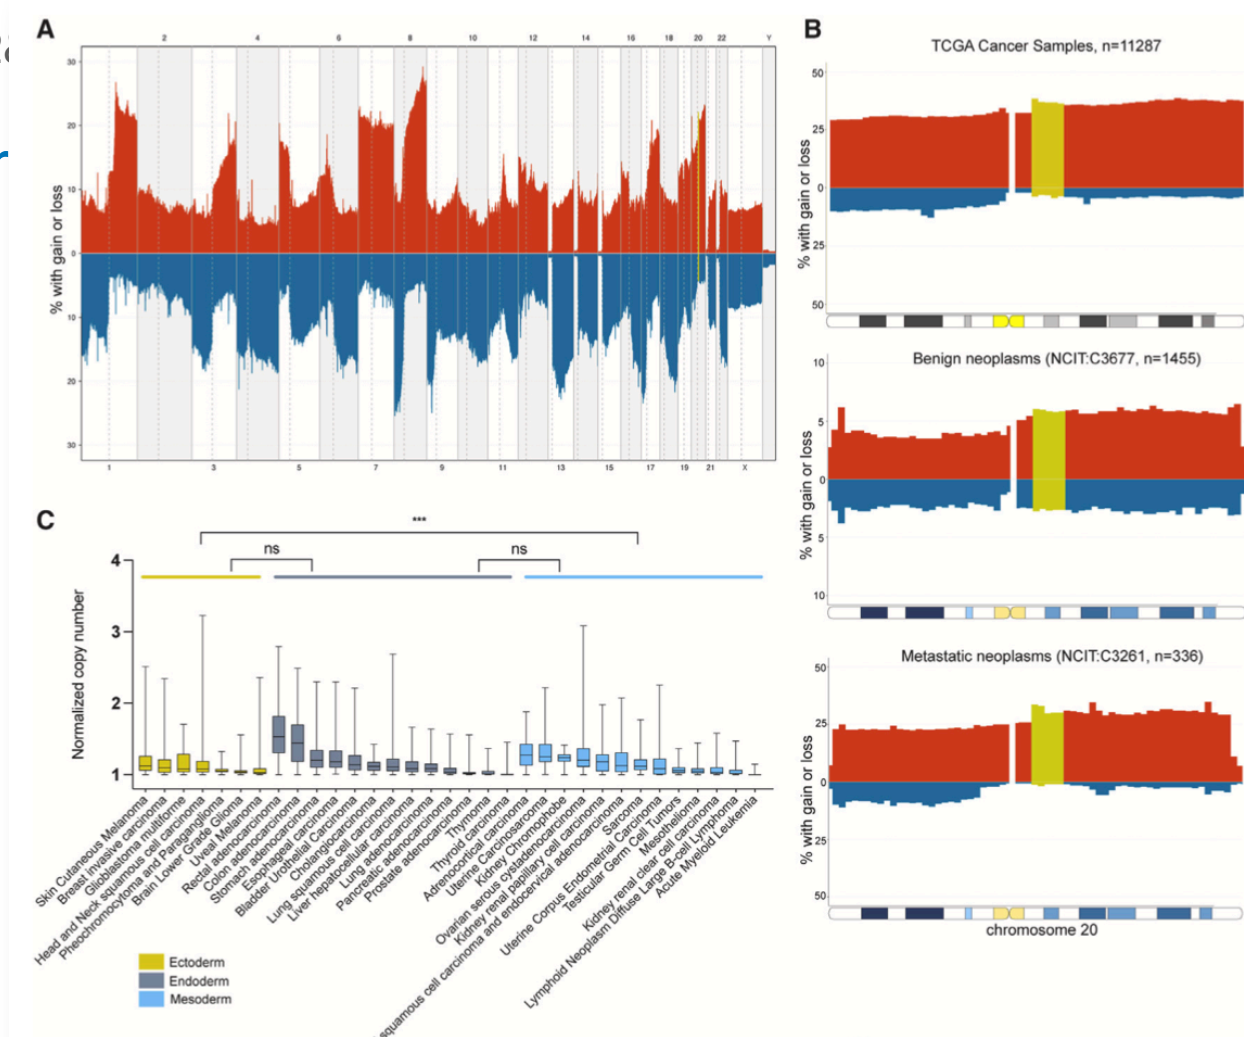 A
2 4 6 8 10 12 14 16 18 20 22 Y
% with gain or loss
30
20
10
0
10
20
30
1 3 5 7 9 11 13 15 17 19 21 X
B
TCGA Cancer Samples, n=11287
% with gain or loss
50
25
0
25
50
Benign neoplasms (NCIT:C3677, n=1455)
% with gain or loss
10
5
0
5
10
Metastatic neoplasms (NCIT:C3261, n=336)
% with gain or loss
50
25
0
25
50
chromosome 20
C
***
ns ns
Normalized copy number
4
3
2
1
Skin Cutaneous Melanoma
Breast invasive carcinoma
Glioblastoma multiforme
Head and Neck squamous cell carcinoma
Pheochromocytoma and Paraganglioma
Brain Lower Grade Glioma
Uveal Melanoma
Rectal adenocarcinoma
Colon adenocarcinoma
Stomach adenocarcinoma
Esophageal carcinoma
Bladder Urothelial Carcinoma
Cholangiocarcinoma
Lung squamous cell carcinoma
Liver hepatocellular carcinoma
Lung adenocarcinoma
Pancreatic adenocarcinoma
Prostate adenocarcinoma
Thymoma
Thyroid carcinoma
Adrenocortical carcinoma
Uterine Carcinosarcoma
Kidney Chromophobe
Ovarian serous cystadenocarcinoma
Kidney renal papillary cell carcinoma
squamous cell carcinoma and endocervical adenocarcinoma
Sarcoma
Uterine Corpus Endometrial Carcinoma
Testicular Germ Cell Tumors
Mesothelioma
Kidney renal clear cell carcinoma
Lymphoid Neoplasm Diffuse Large B-cell Lymphoma
Acute Myeloid Leukemia
Ectoderm
Endoderm
Mesoderm